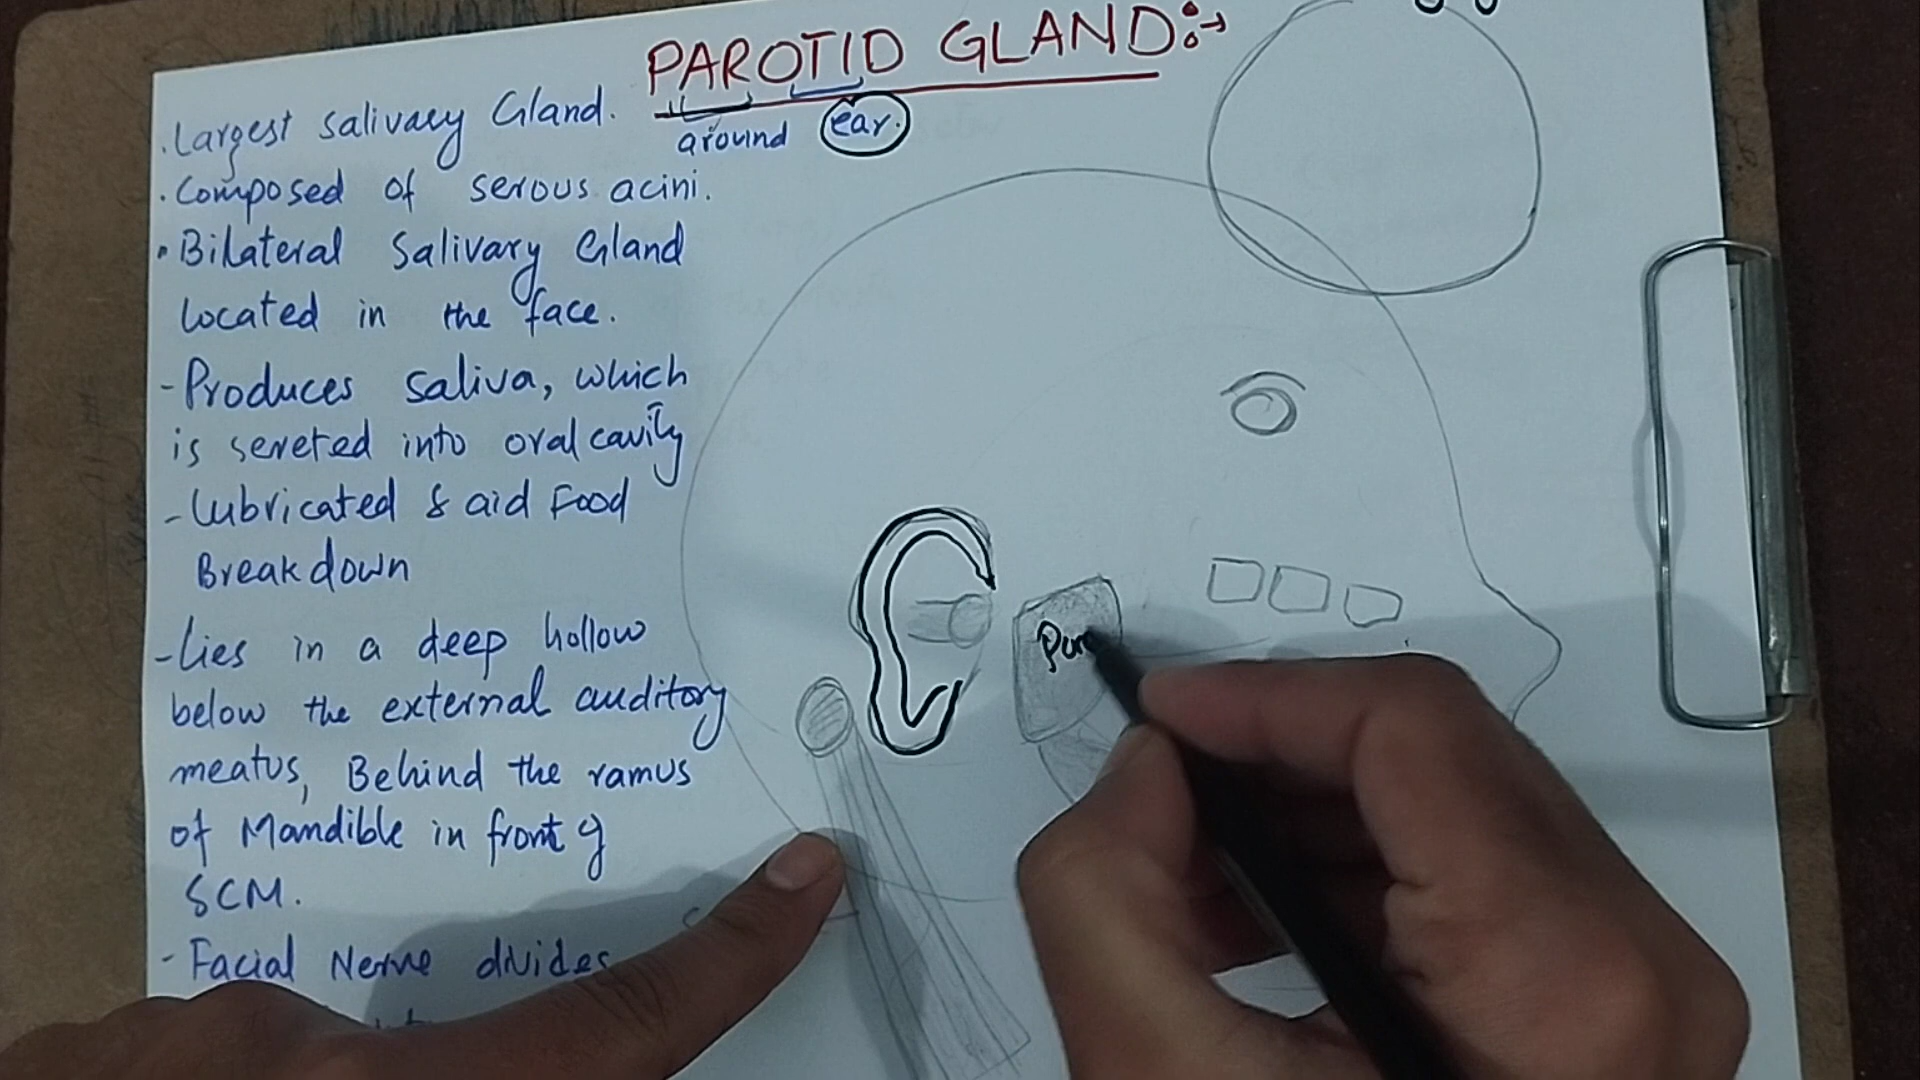 PAROTID GLAND:→
around ear.
. Largest salivary Gland.
. Composed of serous acini.
• Bilateral Salivary Gland
located in the face.
- Produces saliva, which
is sereted into oral cavity
- Lubricated & aid Food
Breakdown
- Lies in a deep hollow
below the external auditory
meatus, Behind the ramus
of Mandible in front of
SCM.
- Facial Nerve divides
Paro